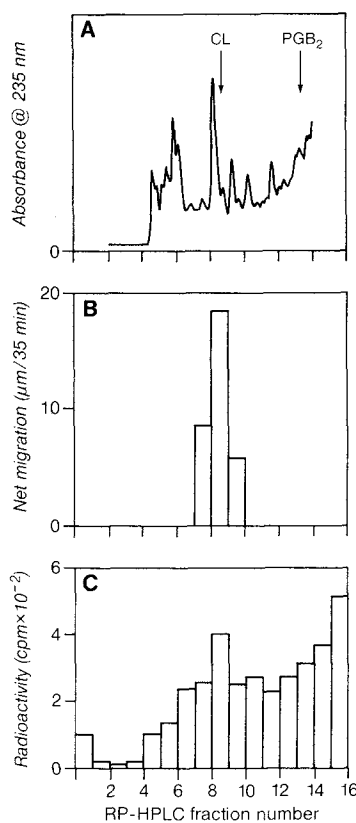 A
CL
PGB₂
Absorbance @ 235 nm
0
B
20
10
0
Net migration (μm/35 min)
C
6
4
2
0
Radioactivity (cpm×10⁻²)
2 4 6 8 10 12 14 16
RP-HPLC fraction number